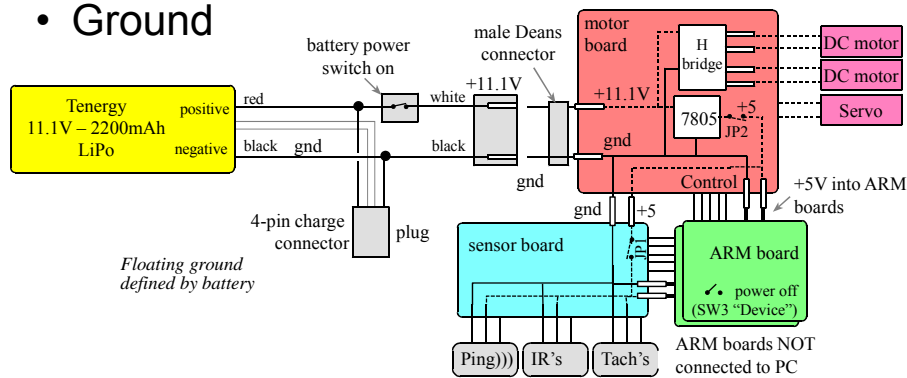 • Ground
battery power
switch on
male Deans
connector
motor
board
H
bridge
DC motor
DC motor
Servo
Tenergy
11.1V – 2200mAh
LiPo
positive
negative
red
white
+11.1V
+11.1V
7805
+5
JP2
black
gnd
black
gnd
gnd
Control
+5V into ARM
boards
gnd
+5
4-pin charge
connector
plug
sensor board
JP1
ARM board
power off
(SW3 “Device”)
Floating ground
defined by battery
Ping)))
IR's
Tach's
ARM boards NOT
connected to PC